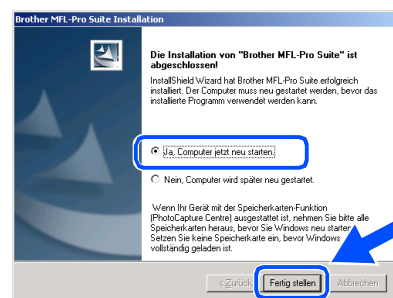 Brother MFL-Pro Suite Installation
Die Installation von "Brother MFL-Pro Suite" ist
abgeschlossen!
InstallShield Wizard hat Brother MFL-Pro Suite erfolgreich
installiert. Der Computer muss neu gestartet werden, bevor das
installierte Programm verwendet werden kann.
Ja, Computer jetzt neu starten.
Nein, Computer wird später neu gestartet.
Wenn Ihr Gerät mit der Speicherkarten-Funktion
(PhotoCapture Centre) ausgestattet ist, nehmen Sie bitte alle
Speicherkarten heraus, bevor Sie Windows neu starten
Setzen Sie keine Speicherkarte ein, bevor Windows
vollständig geladen ist.
< Zurück
Fertig stellen
Abbrechen